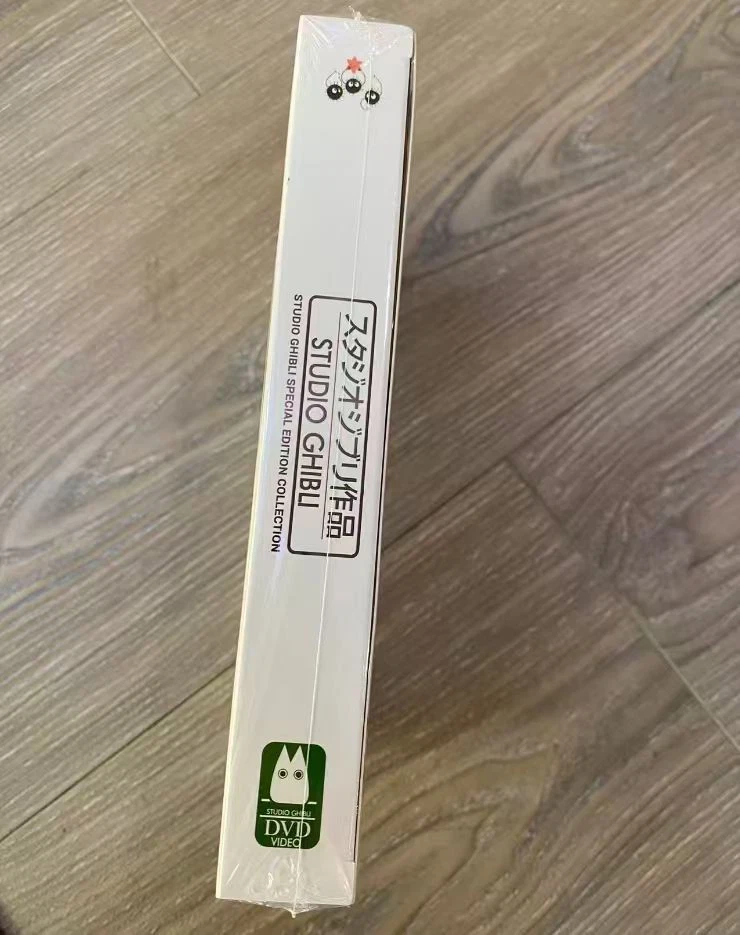 スタジオジブリ作品
STUDIO GHIBLI
STUDIO GHIBLI SPECIAL EDITION COLLECTION
STUDIO GHIBLI
DVD
VIDEO